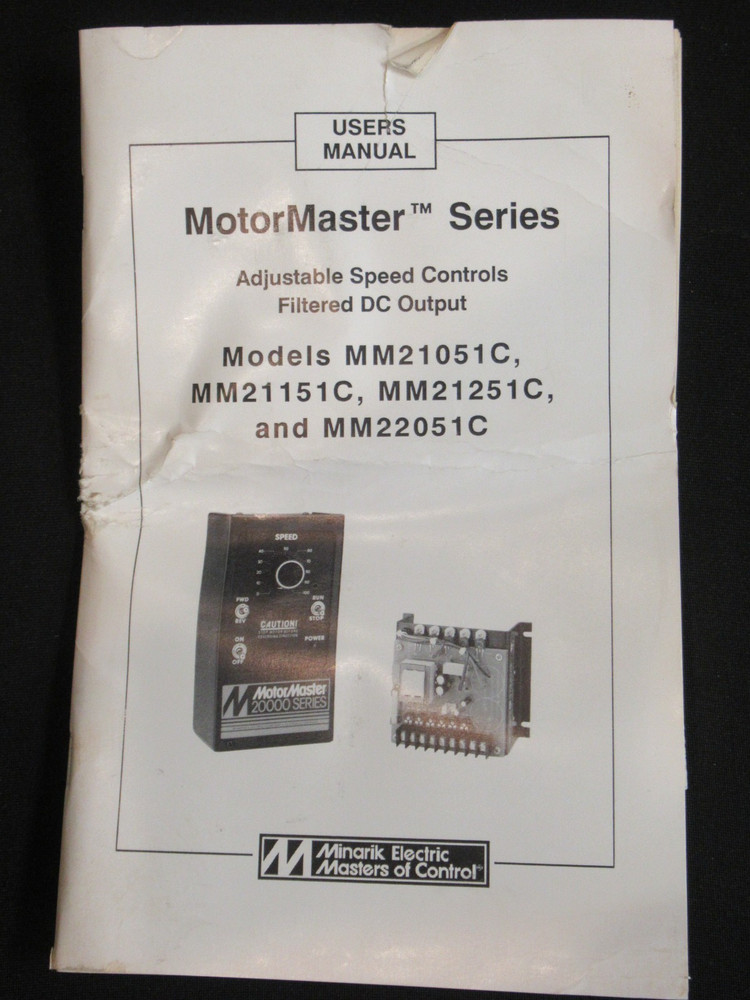 USERS
MANUAL
MotorMaster™ Series
Adjustable Speed Controls
Filtered DC Output
Models MM21051C,
MM21151C, MM21251C,
and MM22051C
SPEED
FWD
REV
RUN
STOP
CAUTION!
ON
OFF
POWER
MotorMaster
20000 SERIES
Minarik Electric
Masters of Control